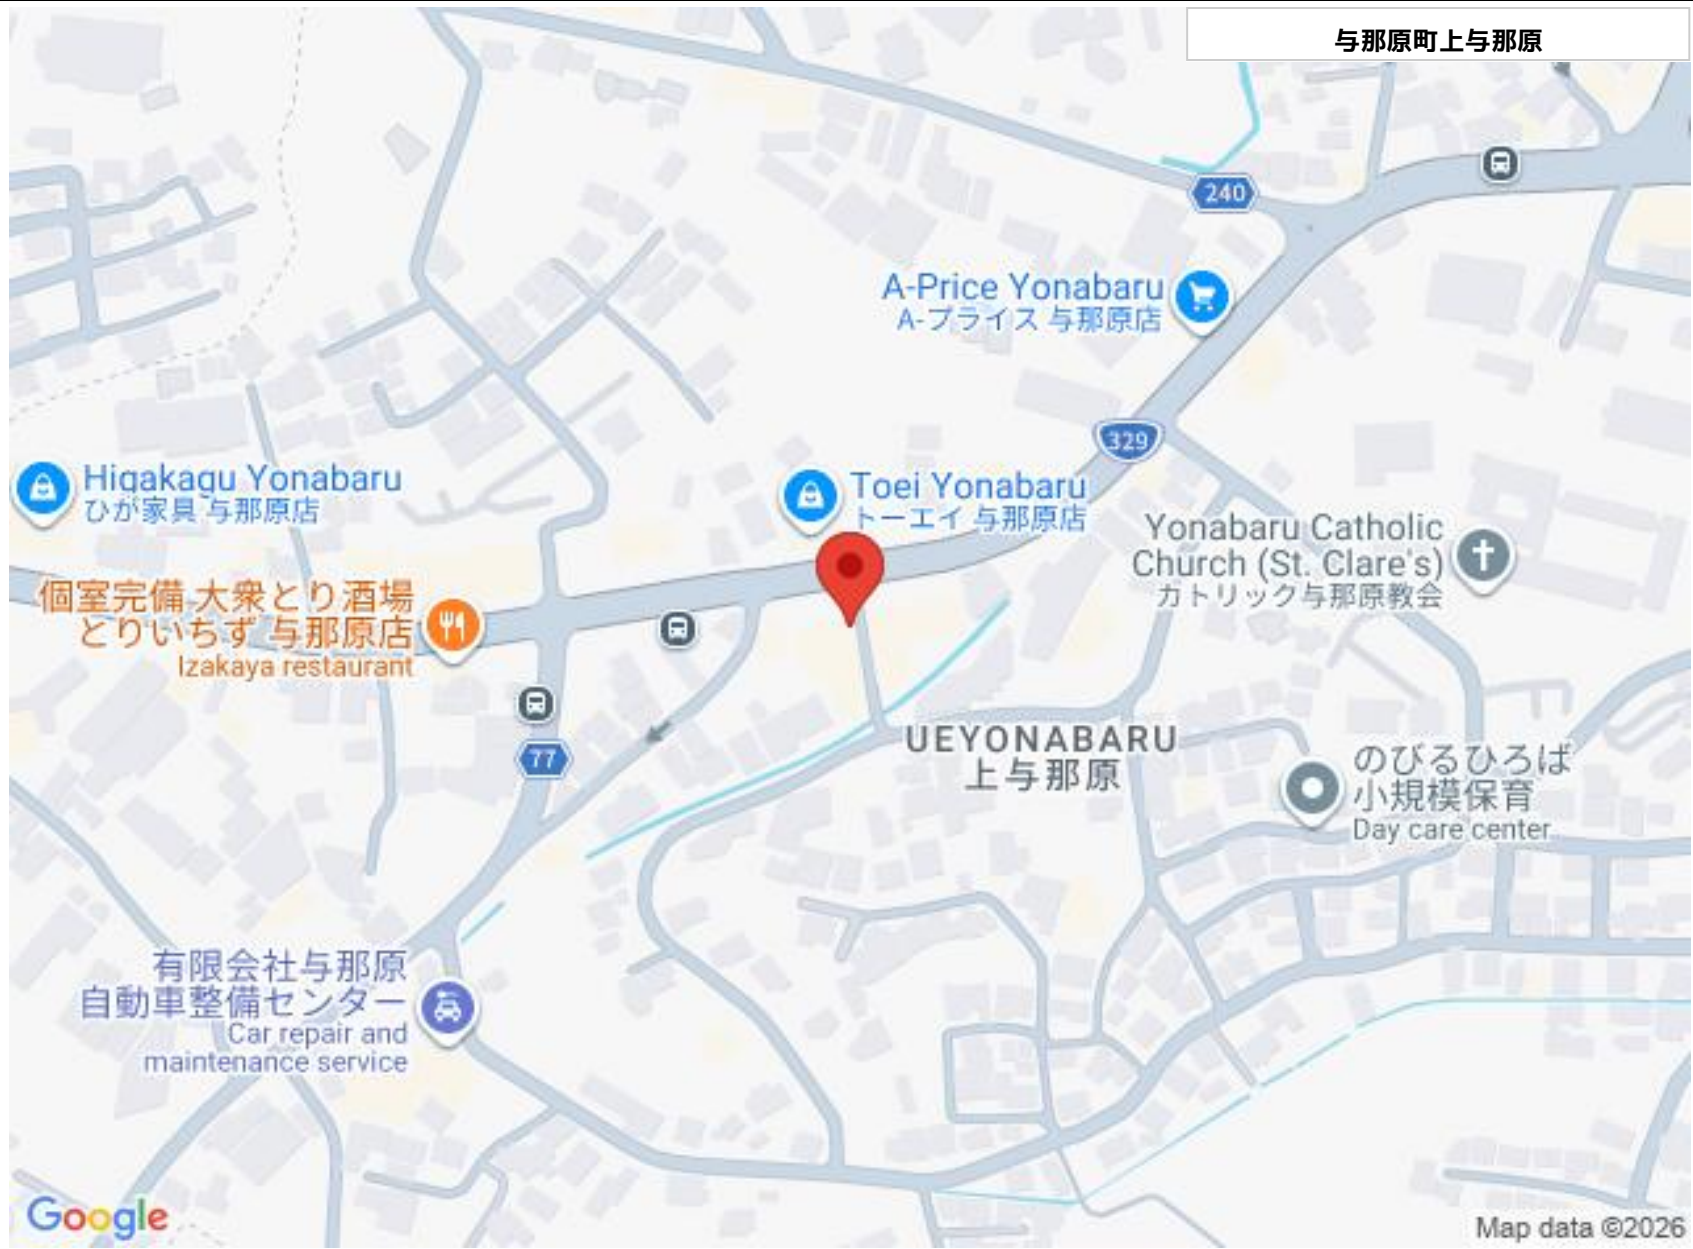 与那原町上与那原
240
A-Price Yonabaru
A-プライス 与那原店
329
Higakagu Yonabaru
ひが家具 与那原店
Toei Yonabaru
トーエイ 与那原店
Yonabaru Catholic
Church (St. Clare's)
カトリック与那原教会
個室完備 大衆とり酒場
とりいちず 与那原店
Izakaya restaurant
77
UEYONABARU
上与那原
のびるひろば
小規模保育
Day care center
有限会社与那原
自動車整備センター
Car repair and
maintenance service
Google
Map data ©2026